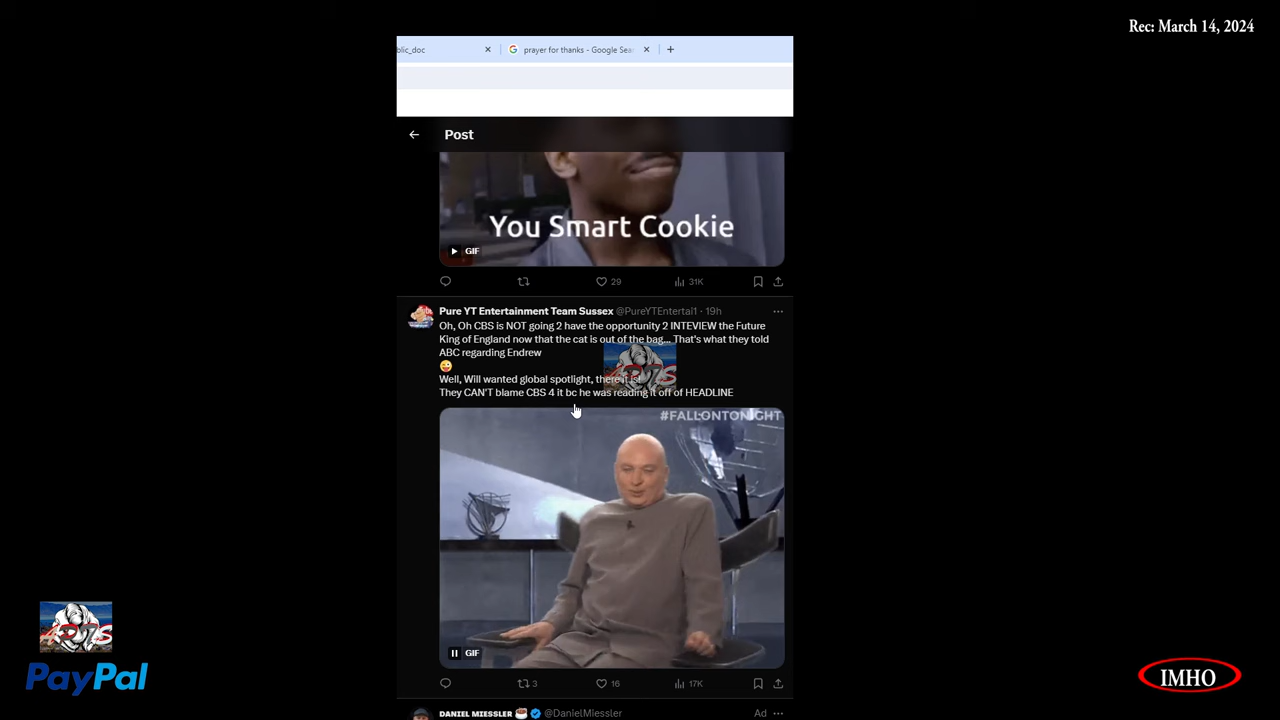 Rec: March 14, 2024
blic_doc
prayer for thanks - Google Sea
Post
You Smart Cookie
GIF
29
31K
Pure YT Entertainment Team Sussex @PureYTEntertai1 · 19h
Oh, Oh CBS is NOT going 2 have the opportunity 2 INTEVIEW the Future
King of England now that the cat is out of the bag... That's what they told
ABC regarding Endrew
Well, Will wanted global spotlight, there it is!
They CAN'T blame CBS 4 it bc he was reading it off of HEADLINE
#FALLONTONIGHT
GIF
3
16
17K
DANIEL MIESSLER @DanielMiessler
Ad
ARTS
PayPal
IMHO